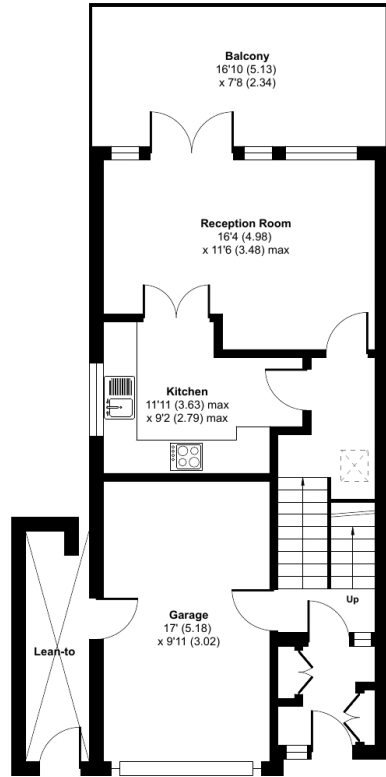 Balcony
16'10 (5.13)
x 7'8 (2.34)
Reception Room
16'4 (4.98)
x 11'6 (3.48) max
Kitchen
11'11 (3.63) max
x 9'2 (2.79) max
Up
Garage
17' (5.18)
x 9'11 (3.02)
Lean-to